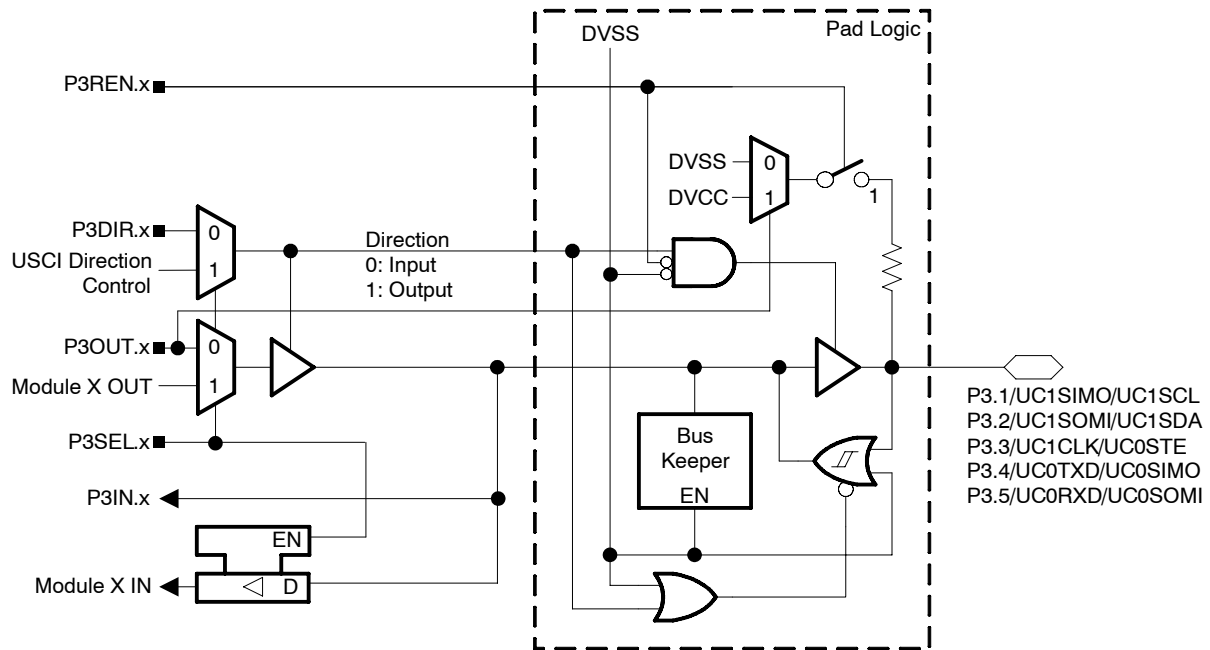 DVSS
Pad Logic
P3REN.x
DVSS
0
DVCC
1
1
P3DIR.x
0
USCI Direction
Control
1
Direction
0: Input
1: Output
P3OUT.x
0
Module X OUT
1
P3SEL.x
Bus
Keeper
EN
P3.1/UC1SIMO/UC1SCL
P3.2/UC1SOMI/UC1SDA
P3.3/UC1CLK/UC0STE
P3.4/UC0TXD/UC0SIMO
P3.5/UC0RXD/UC0SOMI
P3IN.x
EN
Module X IN
D